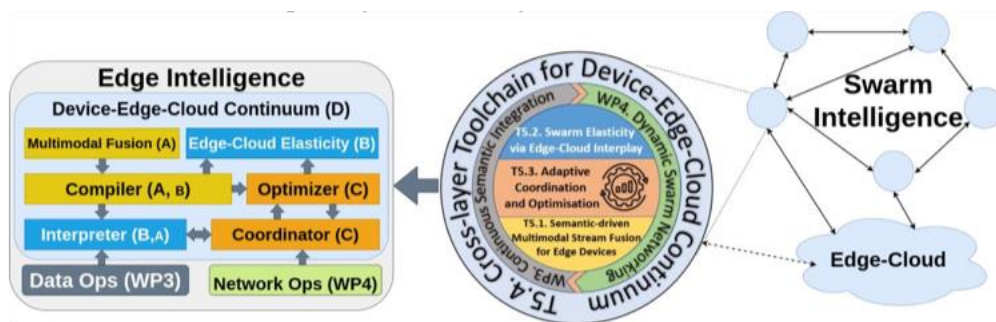 Edge Intelligence
Device-Edge-Cloud Continuum (D)
Multimodal Fusion (A)
Edge-Cloud Elasticity (B)
Compiler (A, B)
Optimizer (C)
Interpreter (B,A)
Coordinator (C)
Data Ops (WP3)
Network Ops (WP4)
T5.4. Cross-layer Toolchain for Device-Edge-Cloud Continuum
WP3. Continuous Semantic Integration
WP4. Dynamic Swarm Networking
T5.2. Swarm Elasticity
via Edge-Cloud Interplay
T5.3. Adaptive
Coordination
and Optimisation
T5.1. Semantic-driven
Multimodal Stream Fusion
for Edge Devices
Swarm
Intelligence
Edge-Cloud